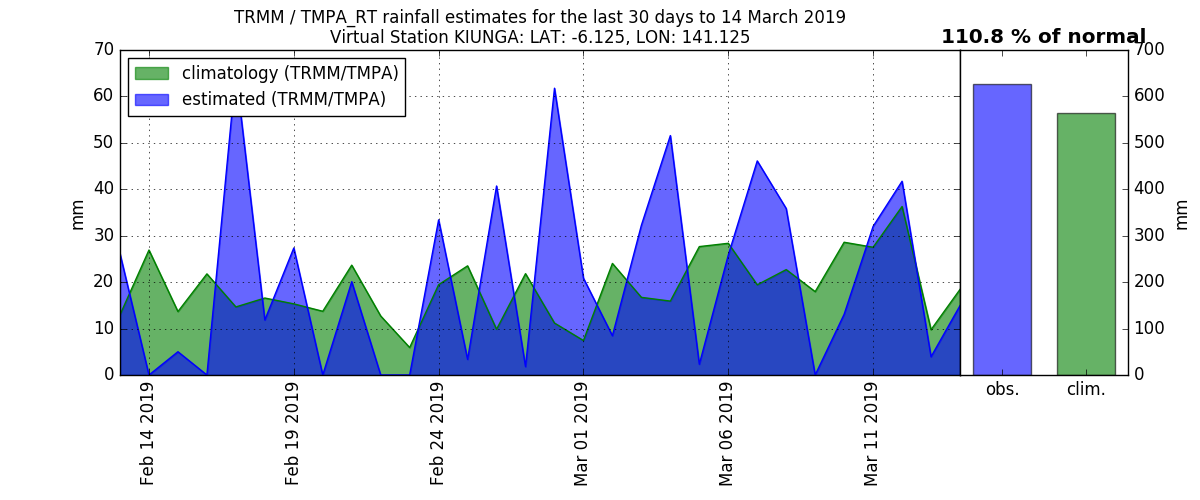 TRMM / TMPA_RT rainfall estimates for the last 30 days to 14 March 2019
Virtual Station KIUNGA: LAT: -6.125, LON: 141.125
110.8 % of normal
climatology (TRMM/TMPA)
estimated (TRMM/TMPA)
70
60
50
40
30
20
10
0
mm
Feb 14 2019
Feb 19 2019
Feb 24 2019
Mar 01 2019
Mar 06 2019
Mar 11 2019
700
600
500
400
300
200
100
0
mm
obs.
clim.